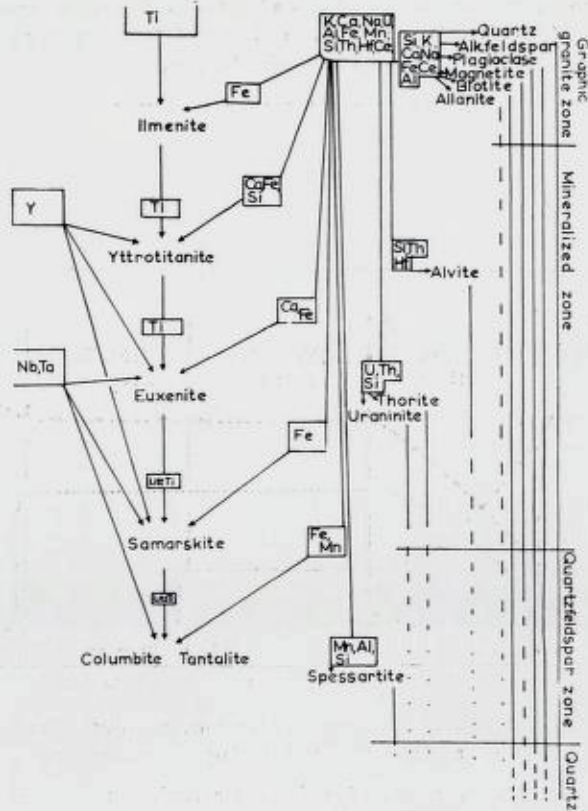 Ti
K,Ca,Na,U
Al,Fe,Mn,
Si,Th,Hf,Ce
Si, K,
Ca,Na
Fe,Ce
Al
Quartz
Alk.feldspar
Plagioclase
Magnetite
Biotite
Allanite
Graphic
granite zone
Fe
Ilmenite
Ca,Fe,
Si
Mineralized zone
Y
Ti
Yttrotitanite
Si,Th
Hf
Alvite
Ti
Ca,
Fe
Nb,Ta
Euxenite
U,Th,
Si
Thorite
Uraninite
Fe
Samarskite
Fe,
Mn
Quartzfeldspar zone
Columbite Tantalite
Mn,Al,
Si
Spessartite
Quartz